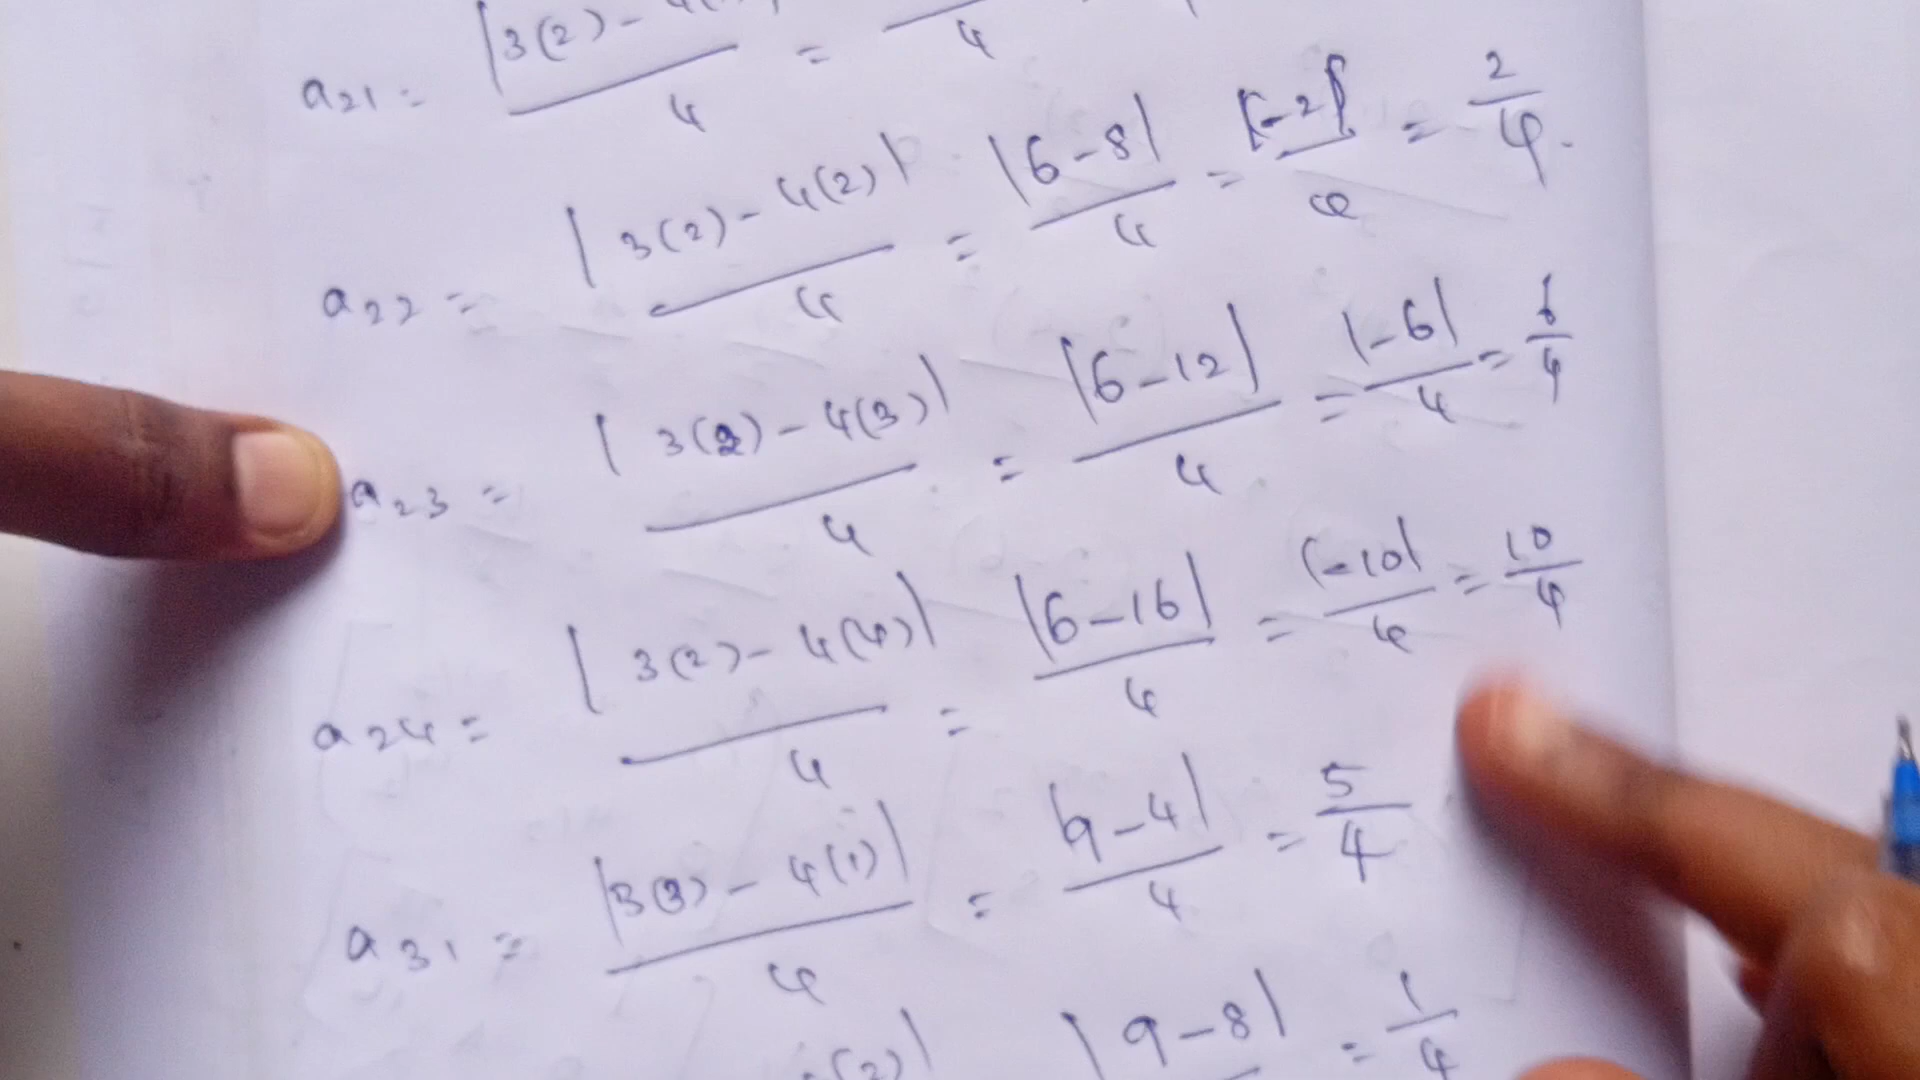 a21 = |3(2) - 4 / 4 = / 4
a22 = |3(2) - 4(2)| / 4 = |6 - 8| / 4 = |-2| / 4 = 2/4.
a23 = |3(2) - 4(3)| / 4 = |6 - 12| / 4 = |-6| / 4 = 6/4
a24 = |3(2) - 4(4)| / 4 = |6 - 16| / 4 = |-10| / 4 = 10/4
a31 = |3(3) - 4(1)| / 4 = |9 - 4| / 4 = 5/4
(2)| |9 - 8| = 1/4